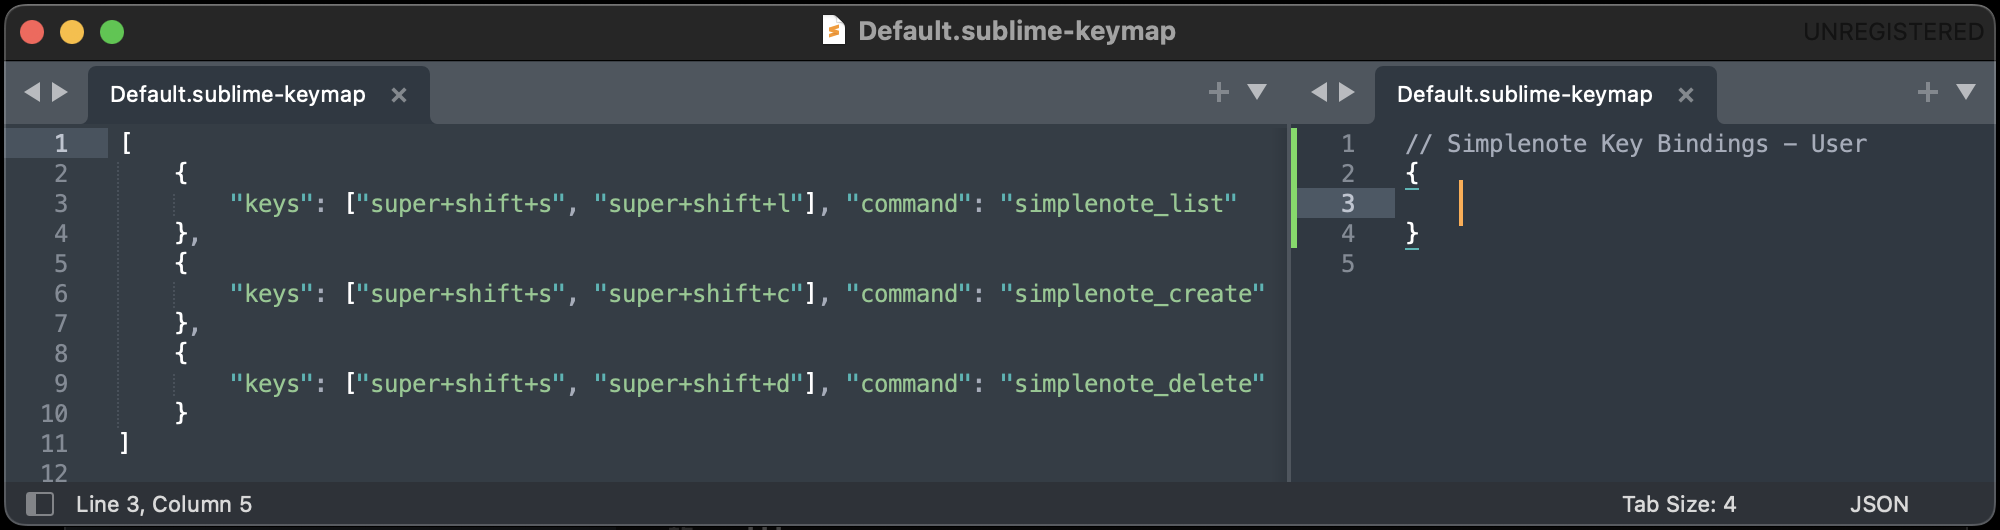 Default.sublime-keymap
UNREGISTERED
Default.sublime-keymap
1 [
2 {
3 "keys": ["super+shift+s", "super+shift+l"], "command": "simplenote_list"
4 },
5 {
6 "keys": ["super+shift+s", "super+shift+c"], "command": "simplenote_create"
7 },
8 {
9 "keys": ["super+shift+s", "super+shift+d"], "command": "simplenote_delete"
10 }
11 ]
12
Default.sublime-keymap
1 // Simplenote Key Bindings – User
2 {
3
4 }
5
Line 3, Column 5
Tab Size: 4
JSON